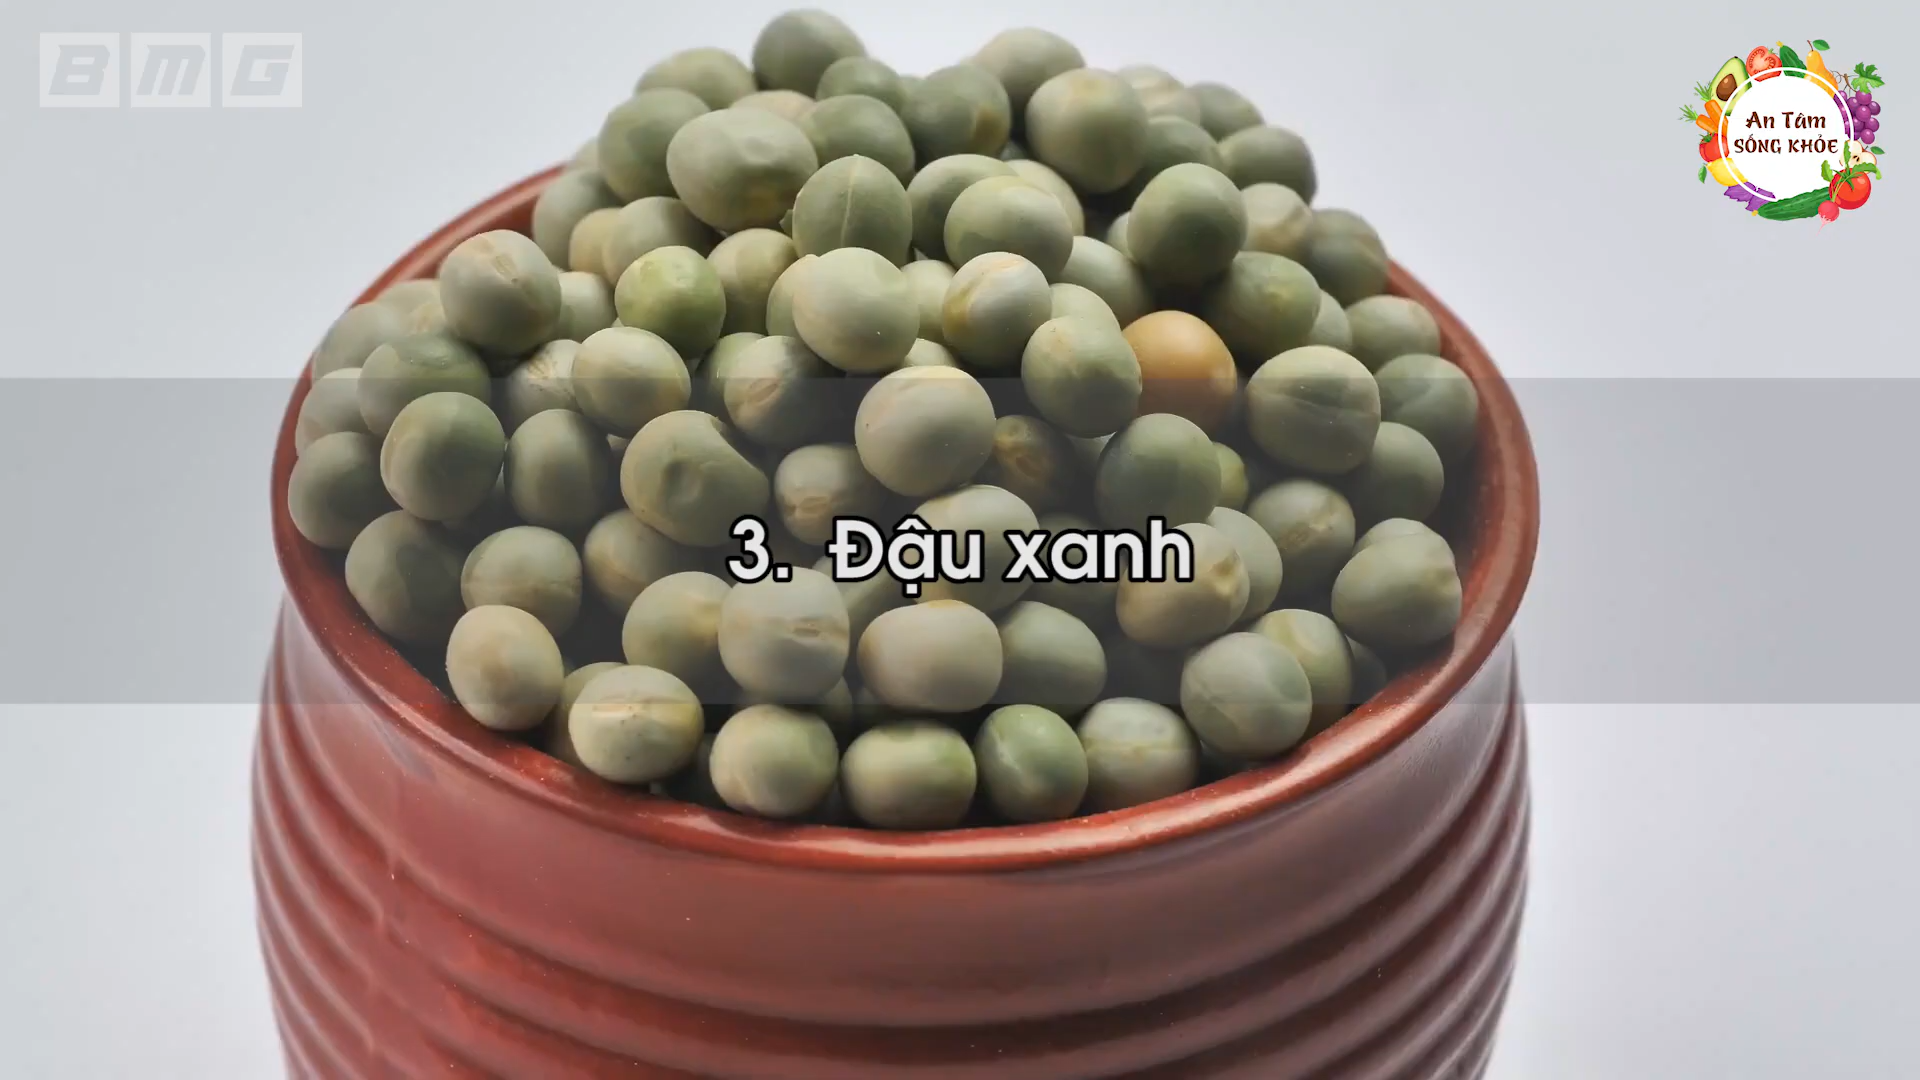 BMG
An Tâm
SỐNG KHỎE
3. Đậu xanh